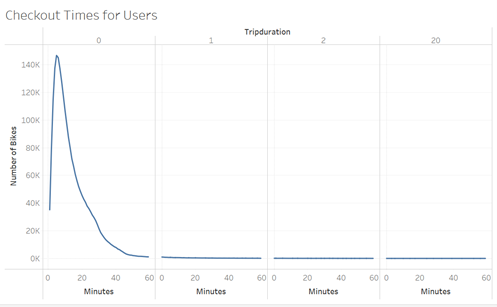 Checkout Times for Users
Tripduration
0 1 2 20
140K
120K
100K
80K
60K
40K
20K
0K
Number of Bikes
0 20 40 60 0 20 40 60 0 20 40 60 0 20 40 60
Minutes Minutes Minutes Minutes